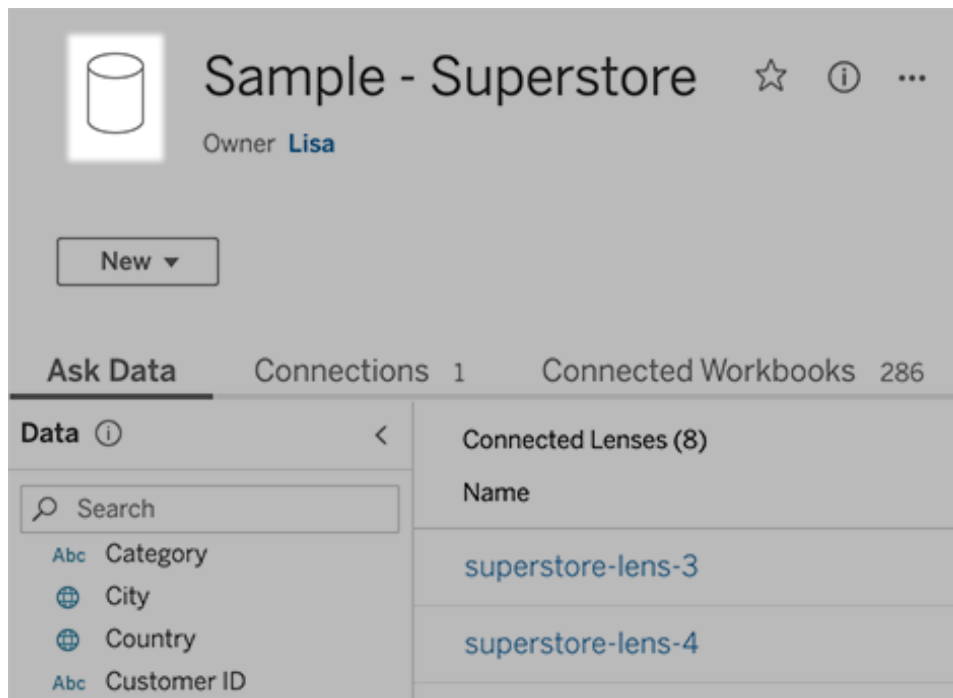 Sample - Superstore
Owner Lisa
New
Ask Data Connections 1 Connected Workbooks 286
Data
Search
Abc Category
City
Country
Abc Customer ID
Connected Lenses (8)
Name
superstore-lens-3
superstore-lens-4